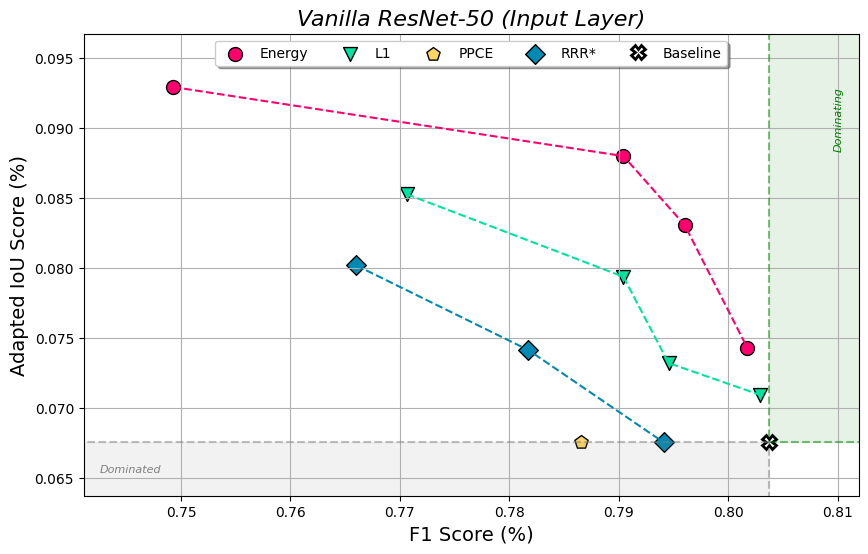 Vanilla ResNet-50 (Input Layer)
Energy L1 PPCE RRR* Baseline
Adapted IoU Score (%)
0.095
0.090
0.085
0.080
0.075
0.070
0.065
Dominating
Dominated
0.75 0.76 0.77 0.78 0.79 0.80 0.81
F1 Score (%)